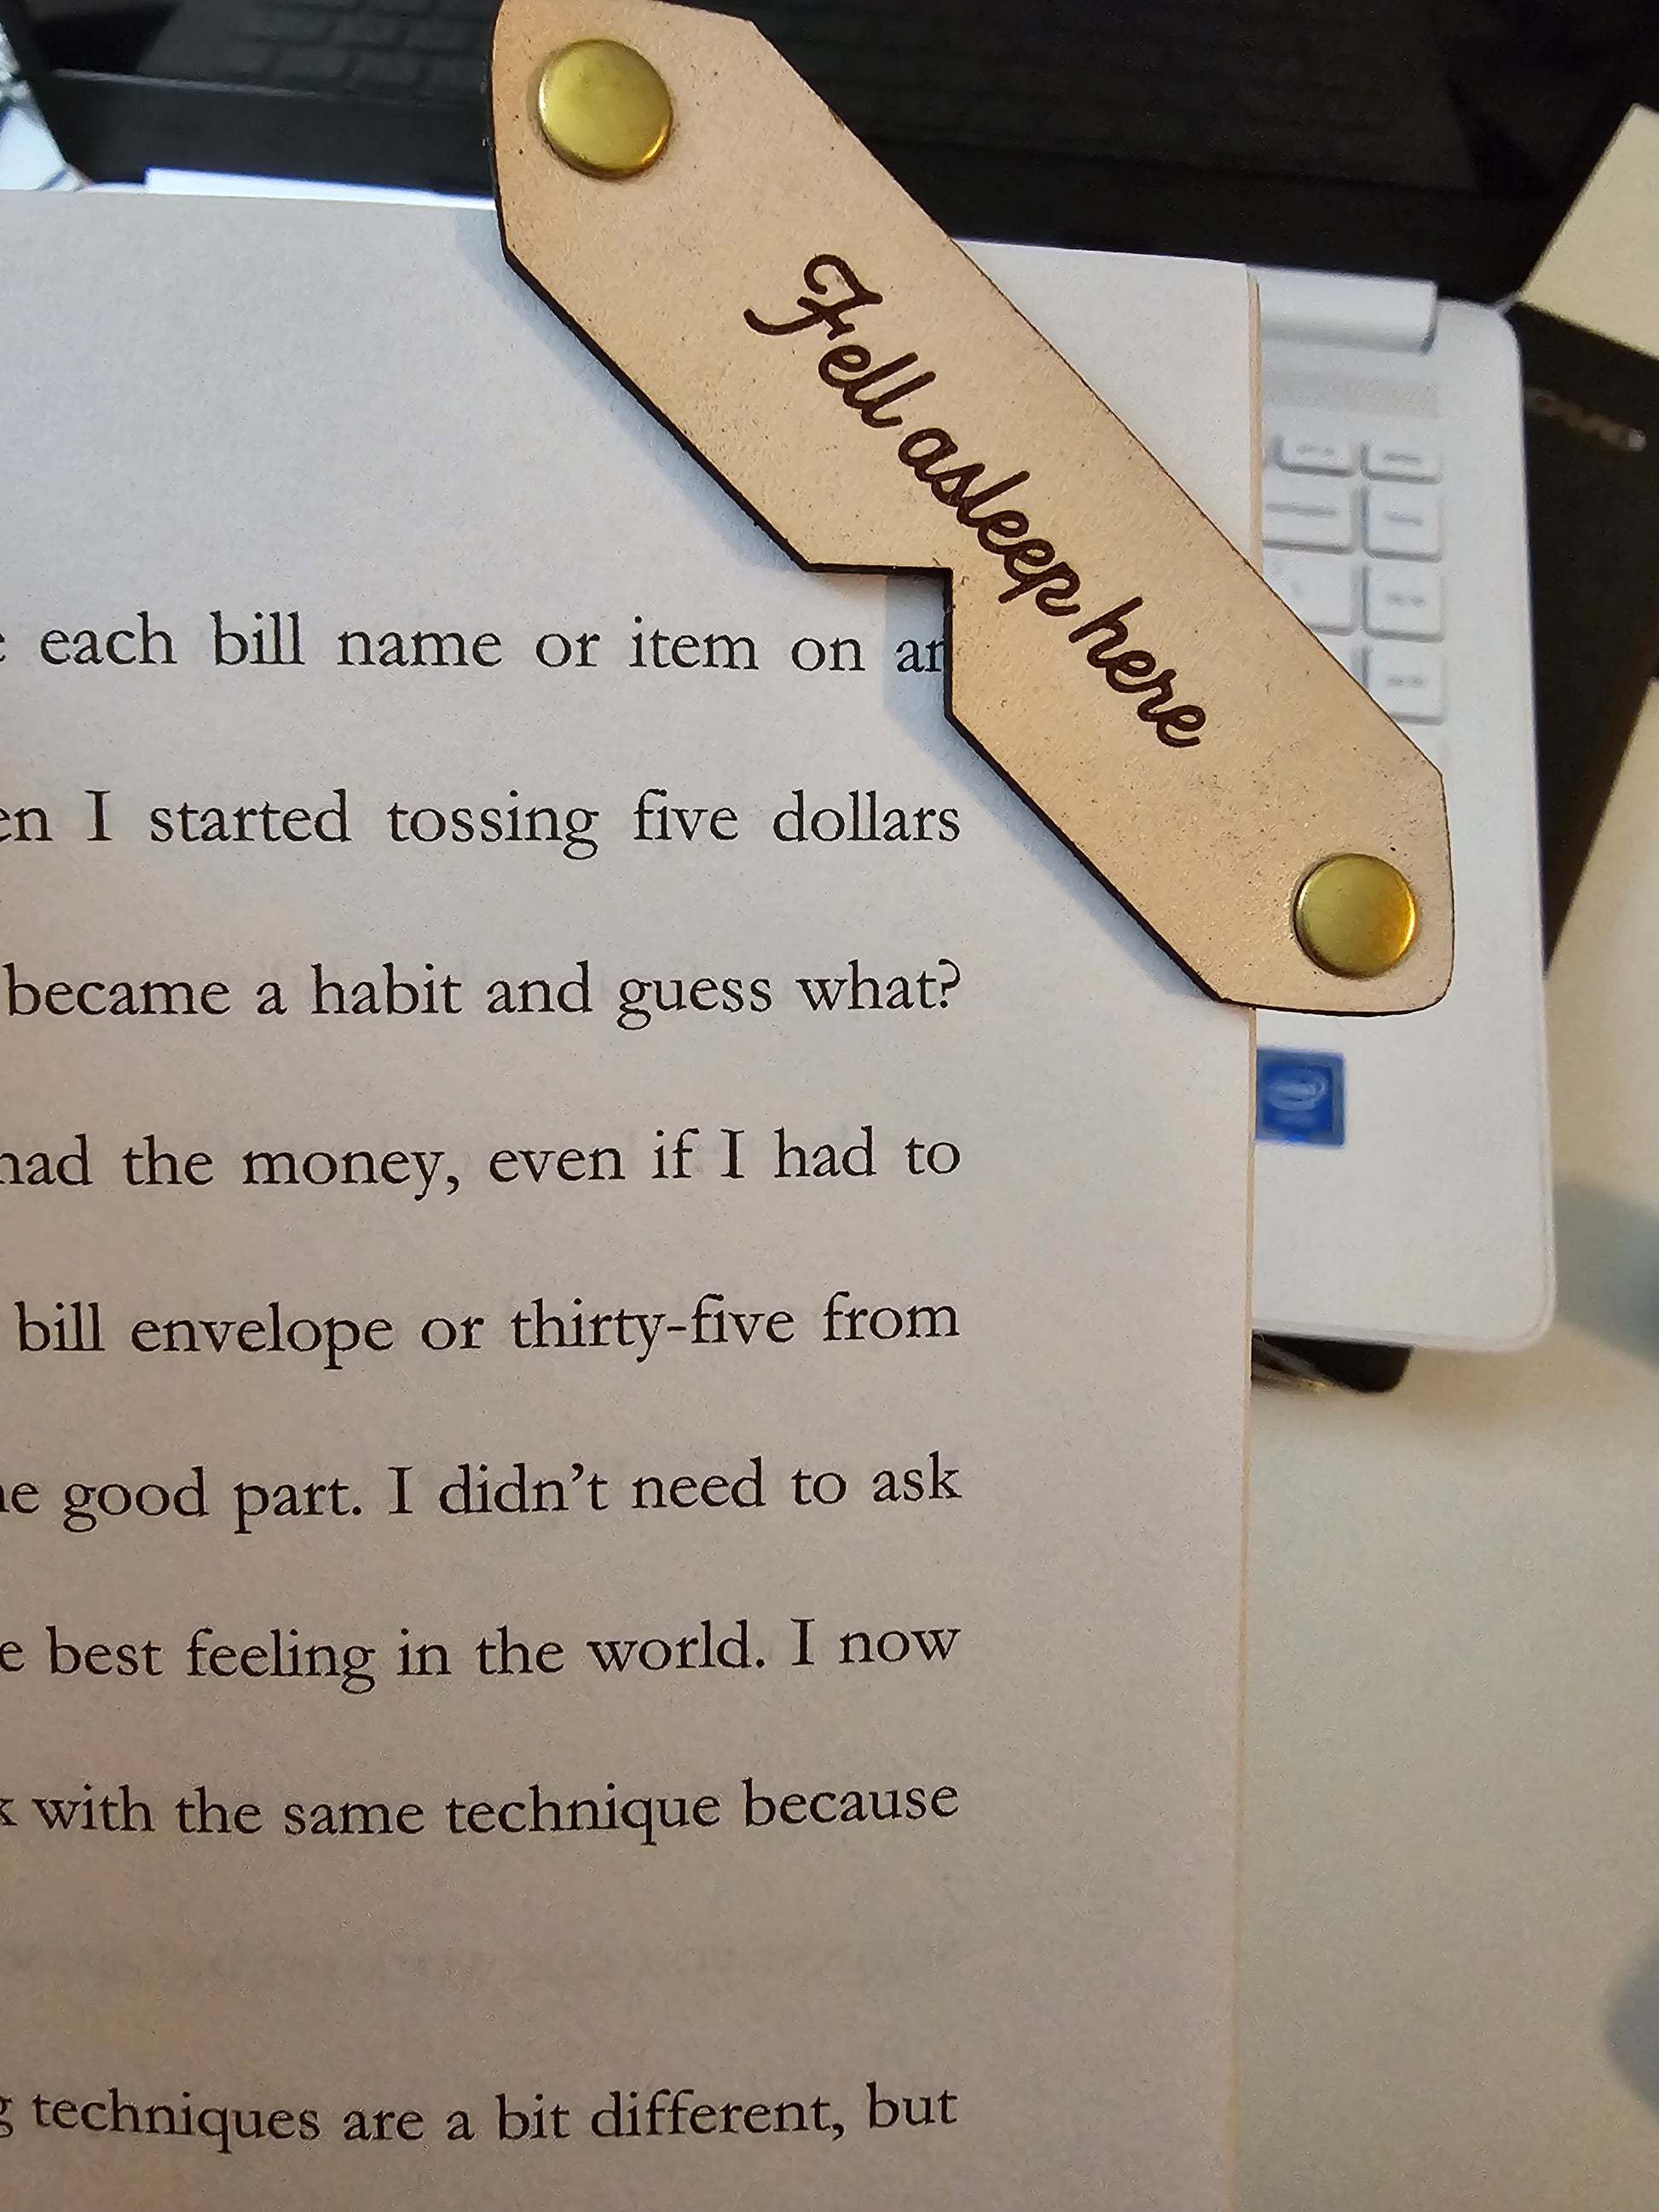 Fell asleep here
each bill name or item on
I started tossing five dollars
became a habit and guess what?
the money, even if I had to
bill envelope or thirty-five from
good part. I didn't need to ask
best feeling in the world. I now
with the same technique because
techniques are a bit different, but